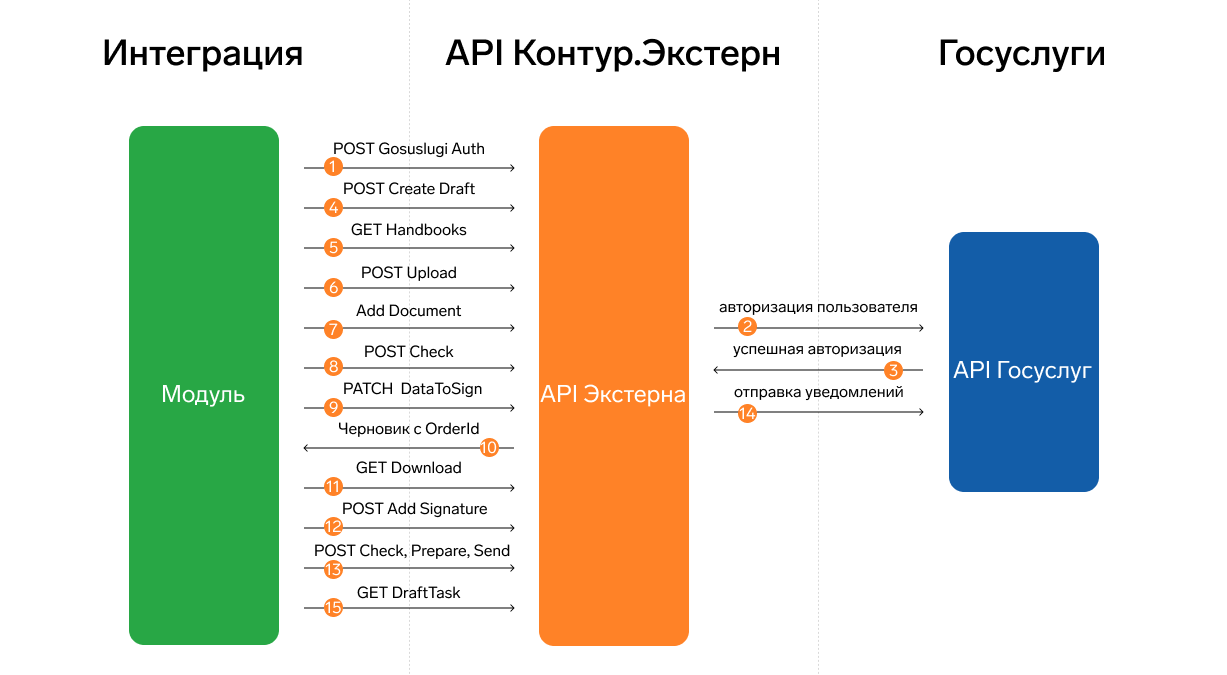 Интеграция
API Контур.Экстерн
Госуслуги
Модуль
POST Gosuslugi Auth
1
POST Create Draft
4
GET Handbooks
5
POST Upload
6
Add Document
7
POST Check
8
PATCH DataToSign
9
Черновик с OrderId
10
GET Download
11
POST Add Signature
12
POST Check, Prepare, Send
13
GET DraftTask
15
API Экстерна
авторизация пользователя
2
успешная авторизация
3
отправка уведомлений
14
API Госуслуг